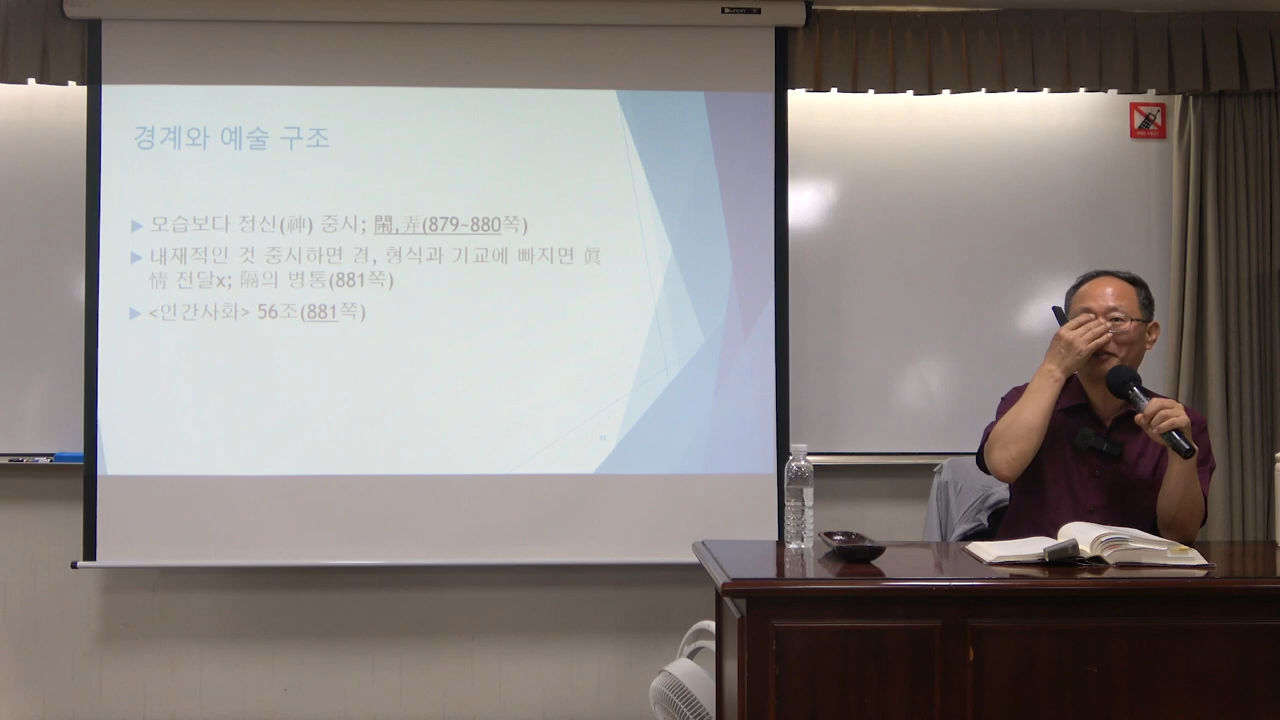 경계와 예술 구조
모습보다 정신(神) 중시; 鬧,弄(879~880쪽)
내재적인 것 중시하면 경, 형식과 기교에 빠지면 眞
情 전달x; 隔의 병통(881쪽)
<인간사화> 56조(881쪽)